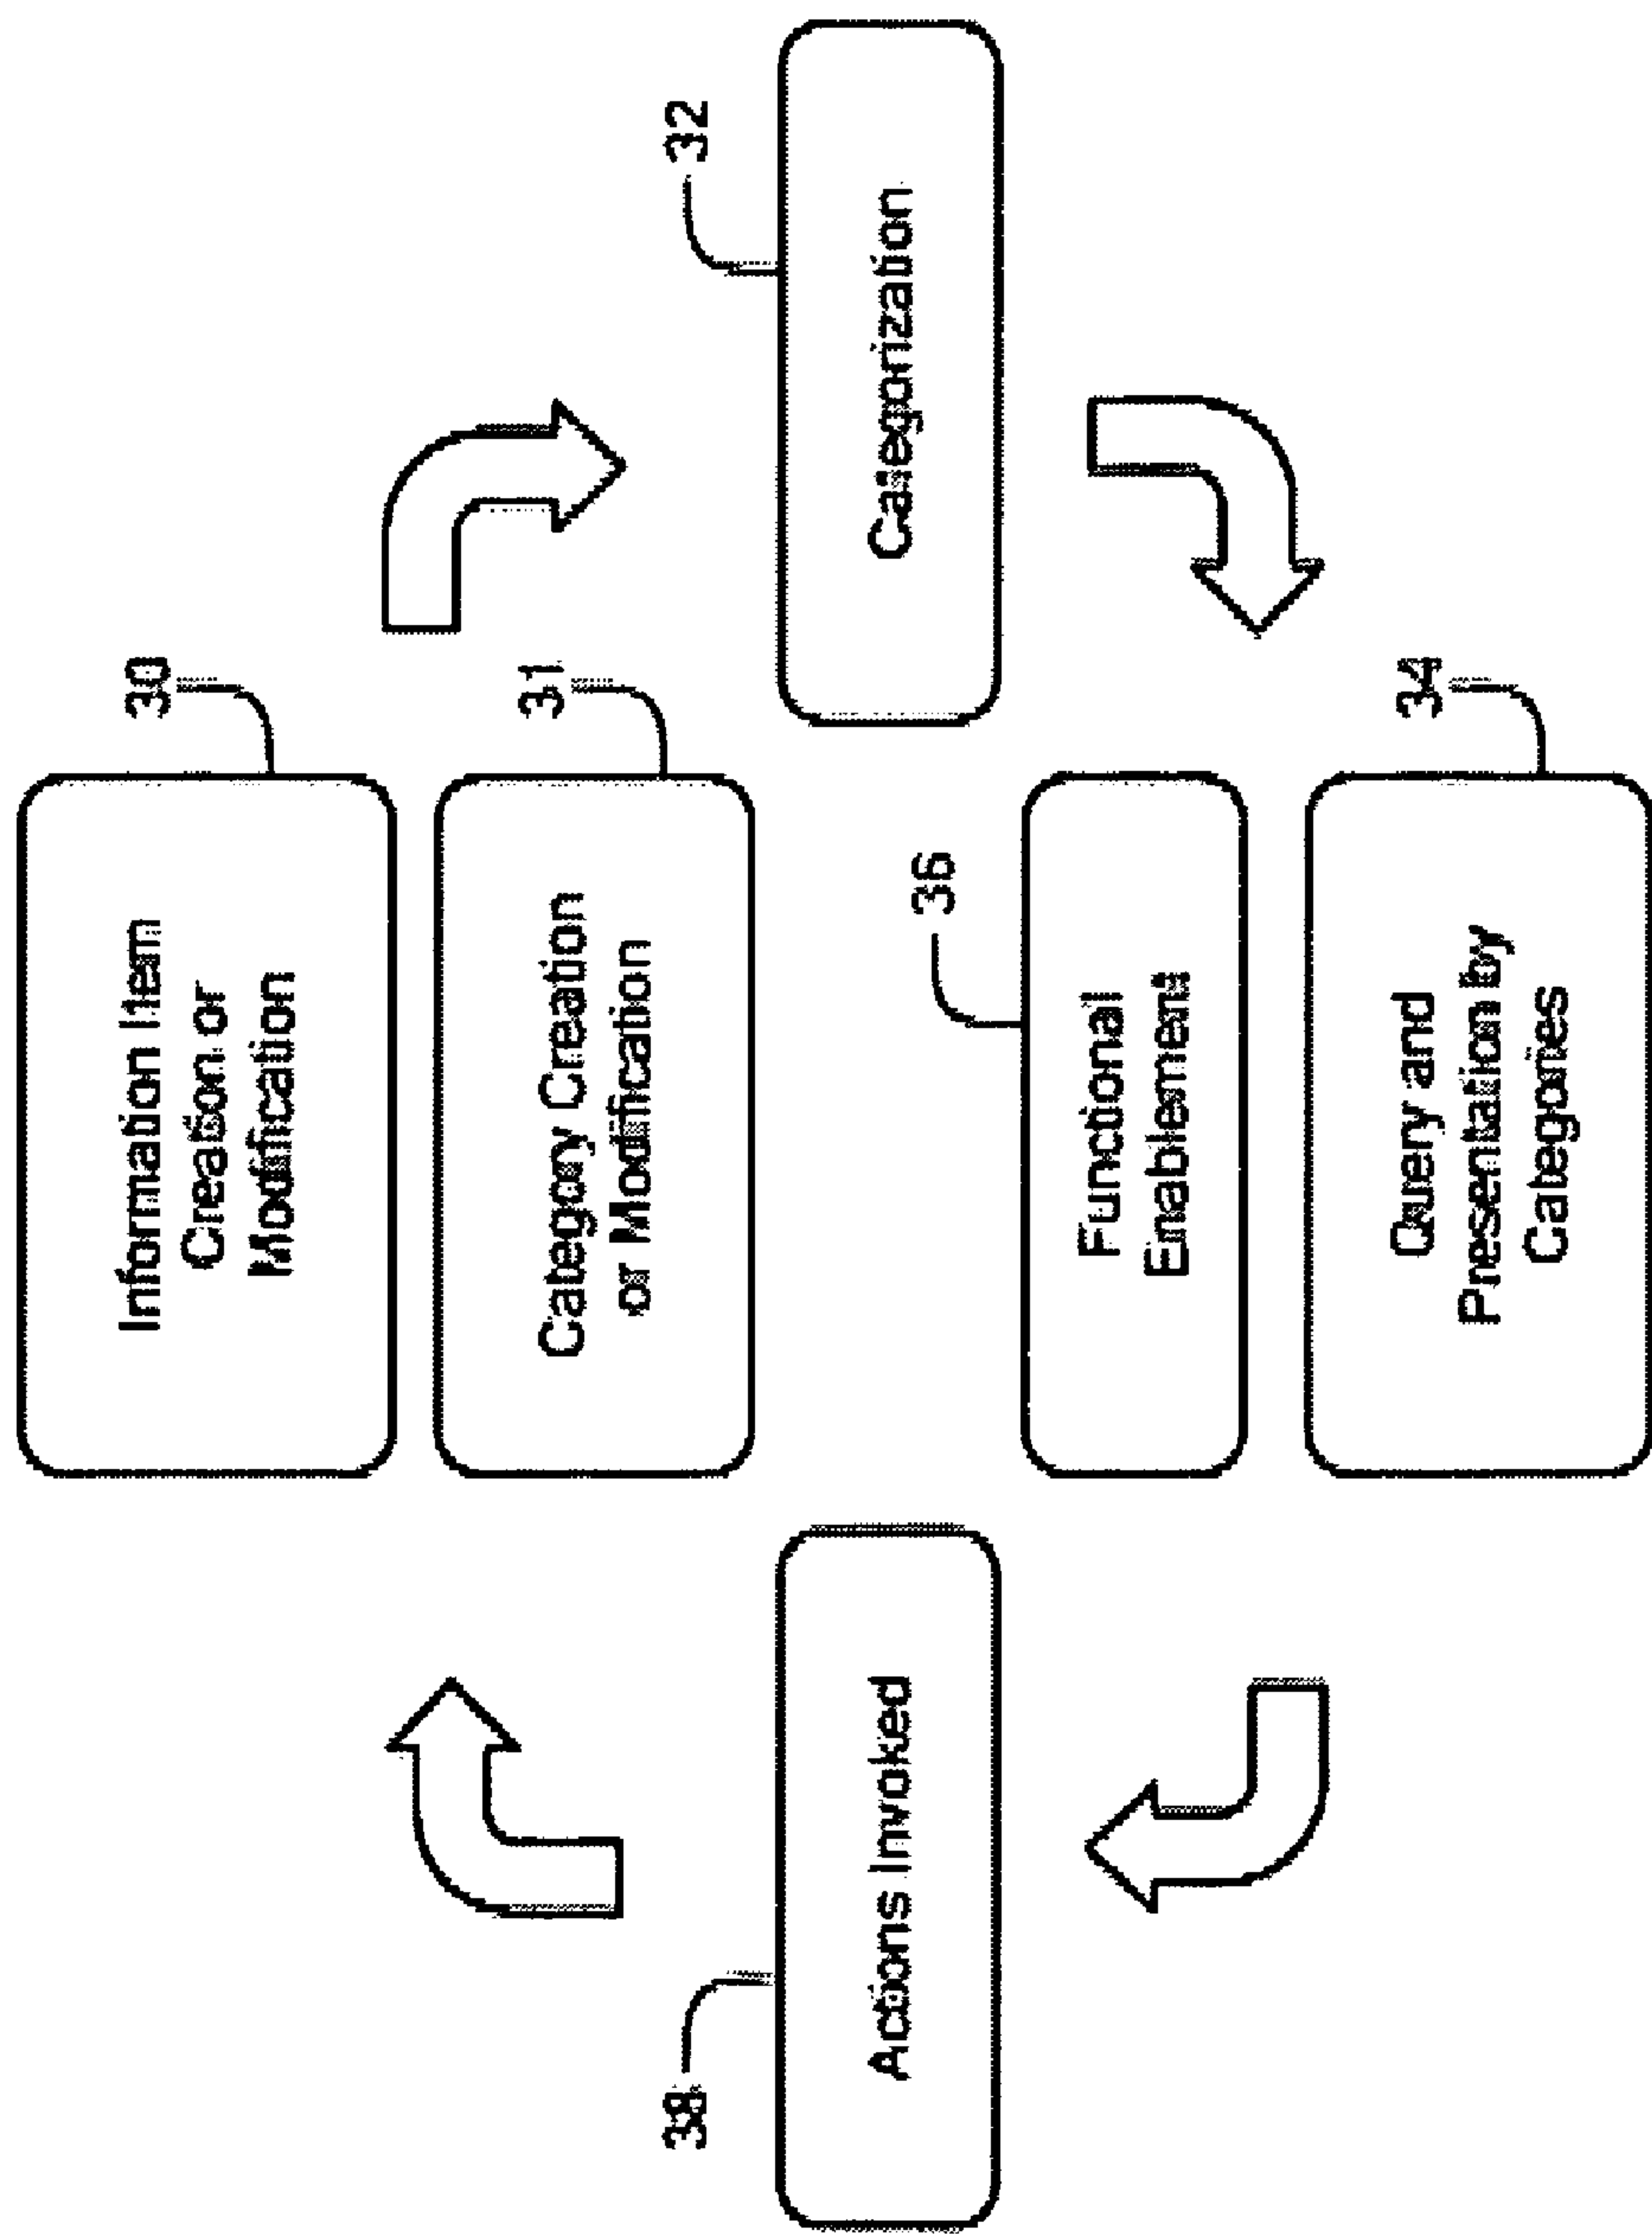 30
Information Item
Creation or
Modification
31
Category Creation
or Modification
32
Categorization
36
Functional
Enablement
34
Query and
Presentation by
Categories
38
Actions Invoked